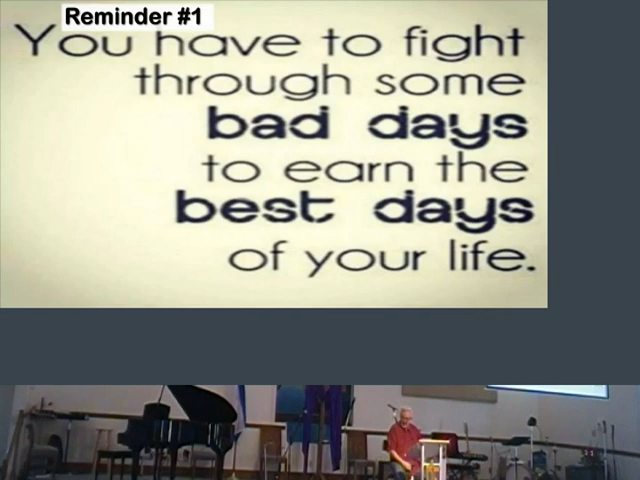 Reminder #1
You have to fight
through some
bad days
to earn the
best days
of your life.